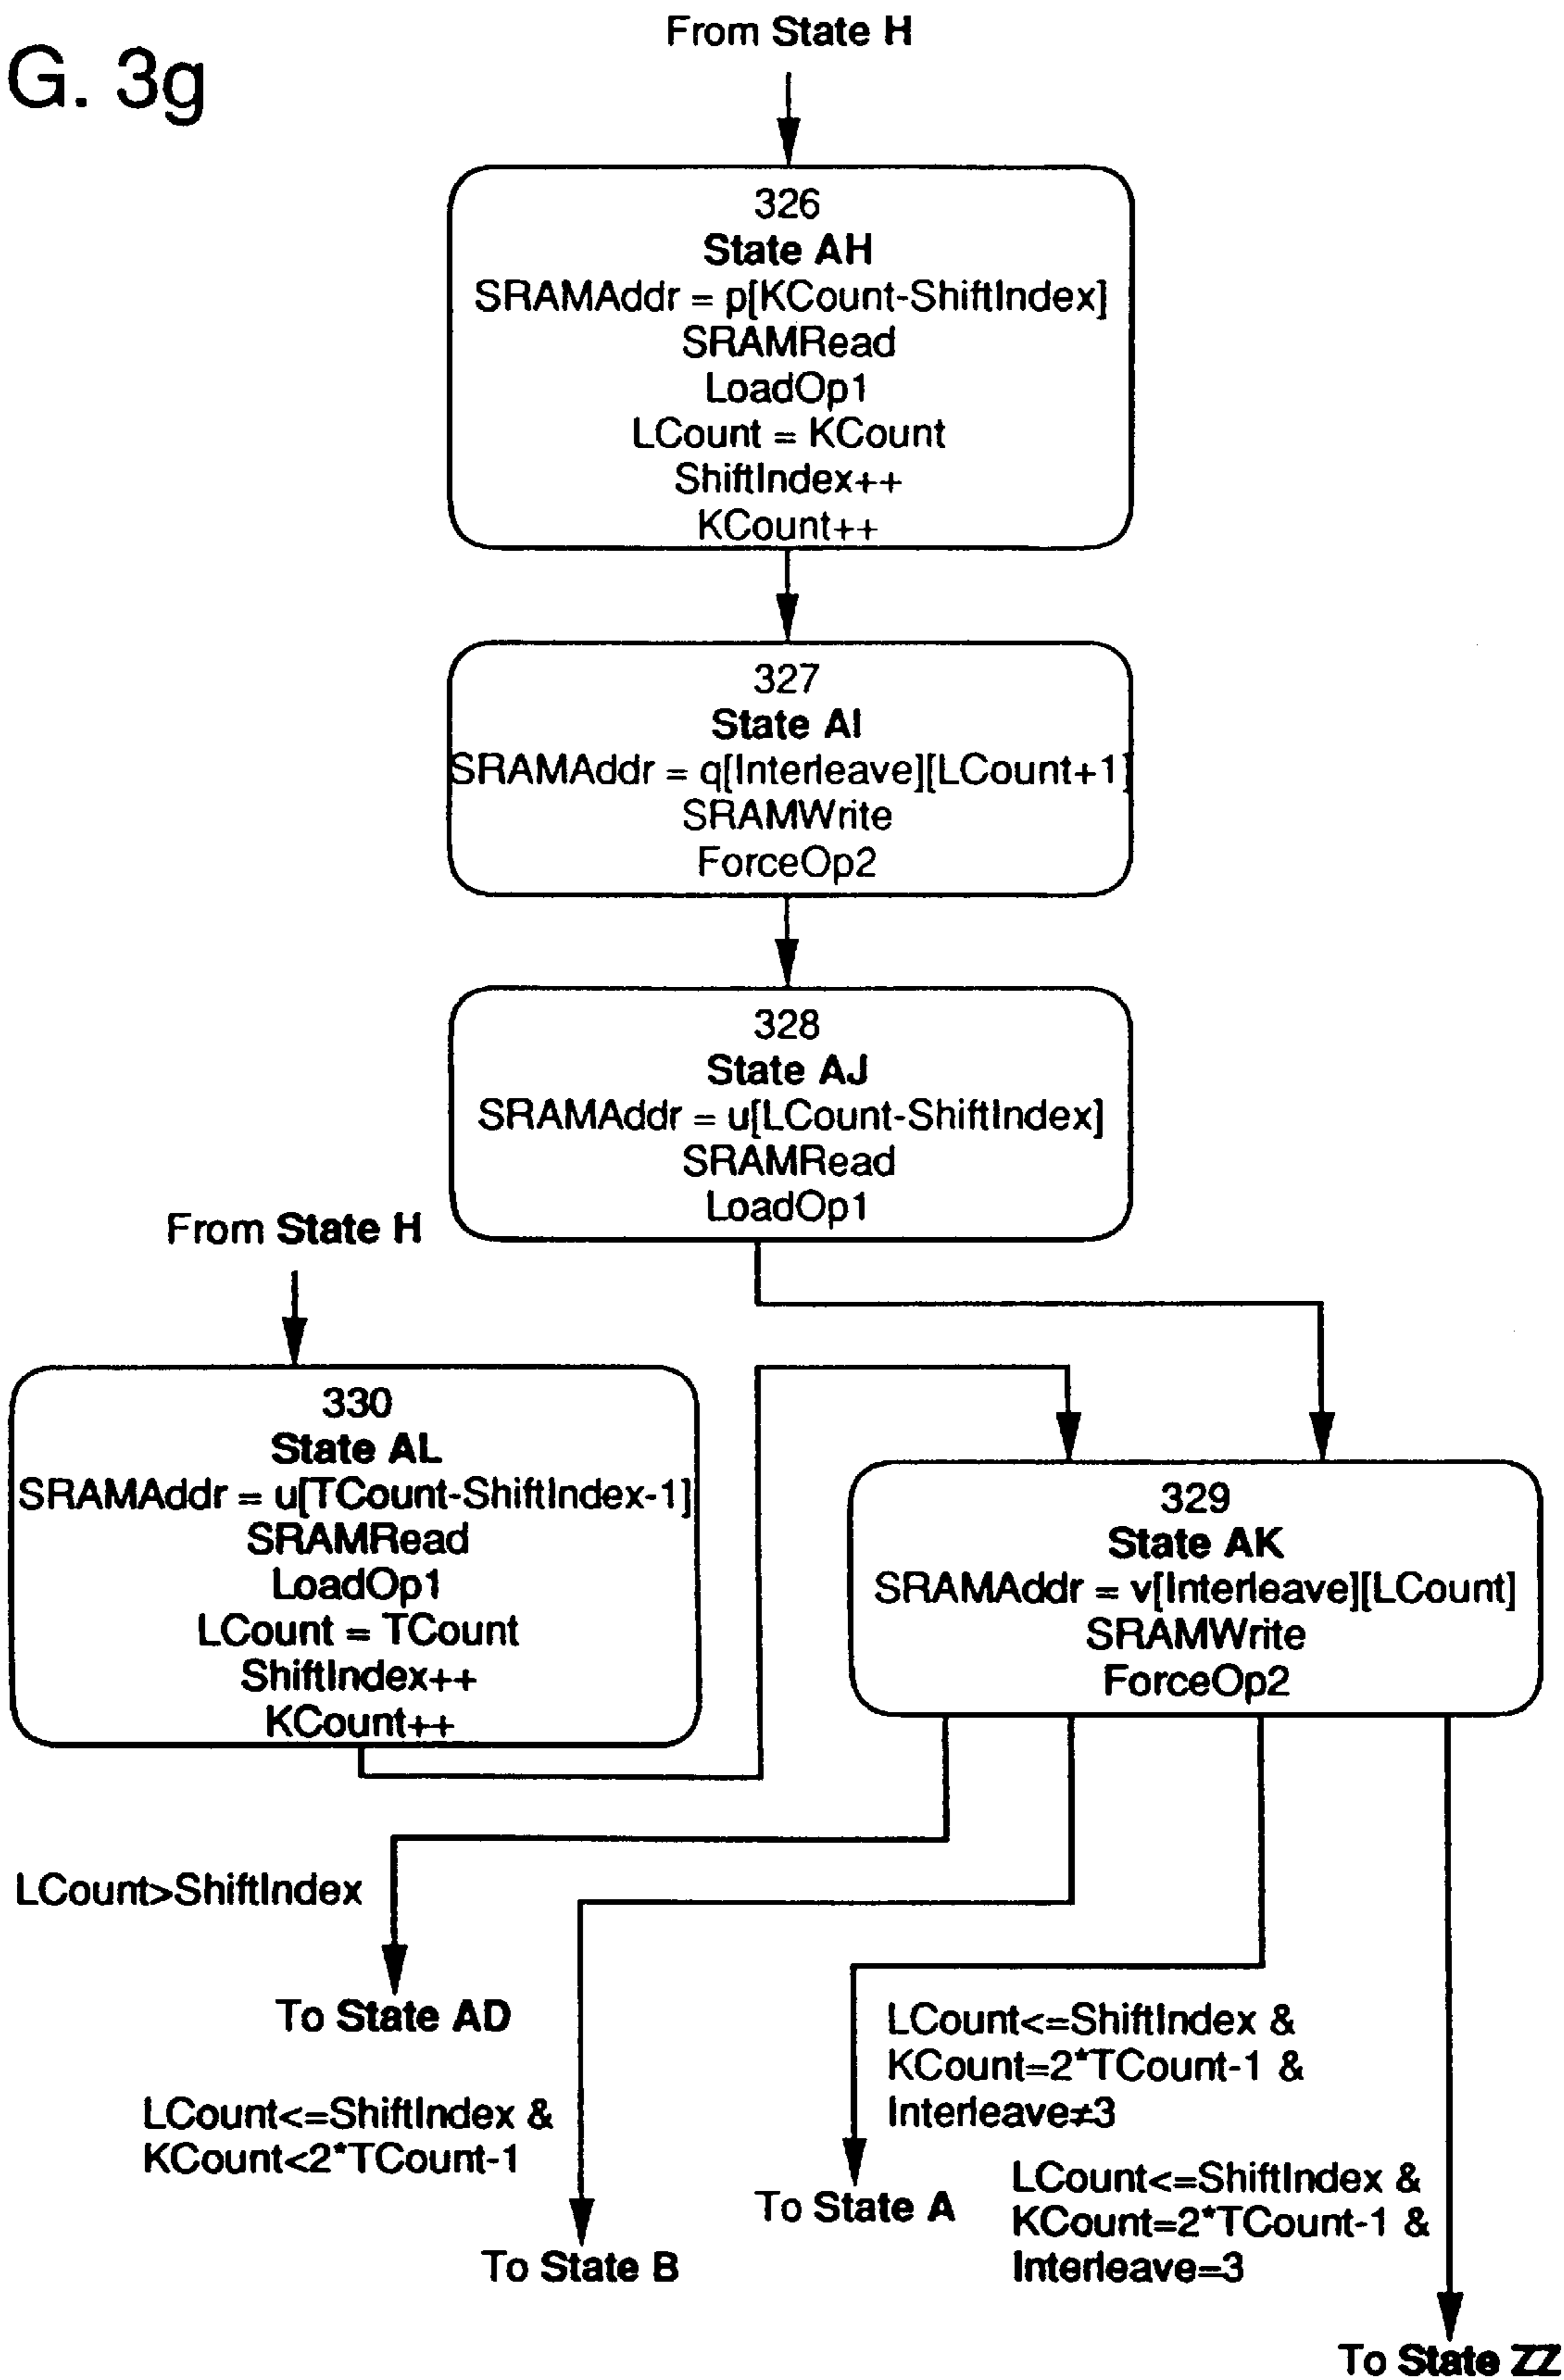 From State H
G. 3g
326
State AH
SRAMAddr = p[KCount-ShiftIndex]
SRAMRead
LoadOp1
LCount = KCount
ShiftIndex++
KCount++
327
State AI
SRAMAddr = q[Interleave][LCount+1]
SRAMWrite
ForceOp2
328
State AJ
SRAMAddr = u[LCount-ShiftIndex]
SRAMRead
LoadOp1
From State H
330
State AL
SRAMAddr = u[TCount-ShiftIndex-1]
SRAMRead
LoadOp1
LCount = TCount
ShiftIndex++
KCount++
329
State AK
SRAMAddr = v[Interleave][LCount]
SRAMWrite
ForceOp2
LCount>ShiftIndex
To State AD
LCount<=ShiftIndex &
KCount<2*TCount-1
To State B
LCount<=ShiftIndex &
KCount=2*TCount-1 &
Interleave≠3
To State A
LCount<=ShiftIndex &
KCount=2*TCount-1 &
Interleave=3
To State ZZ